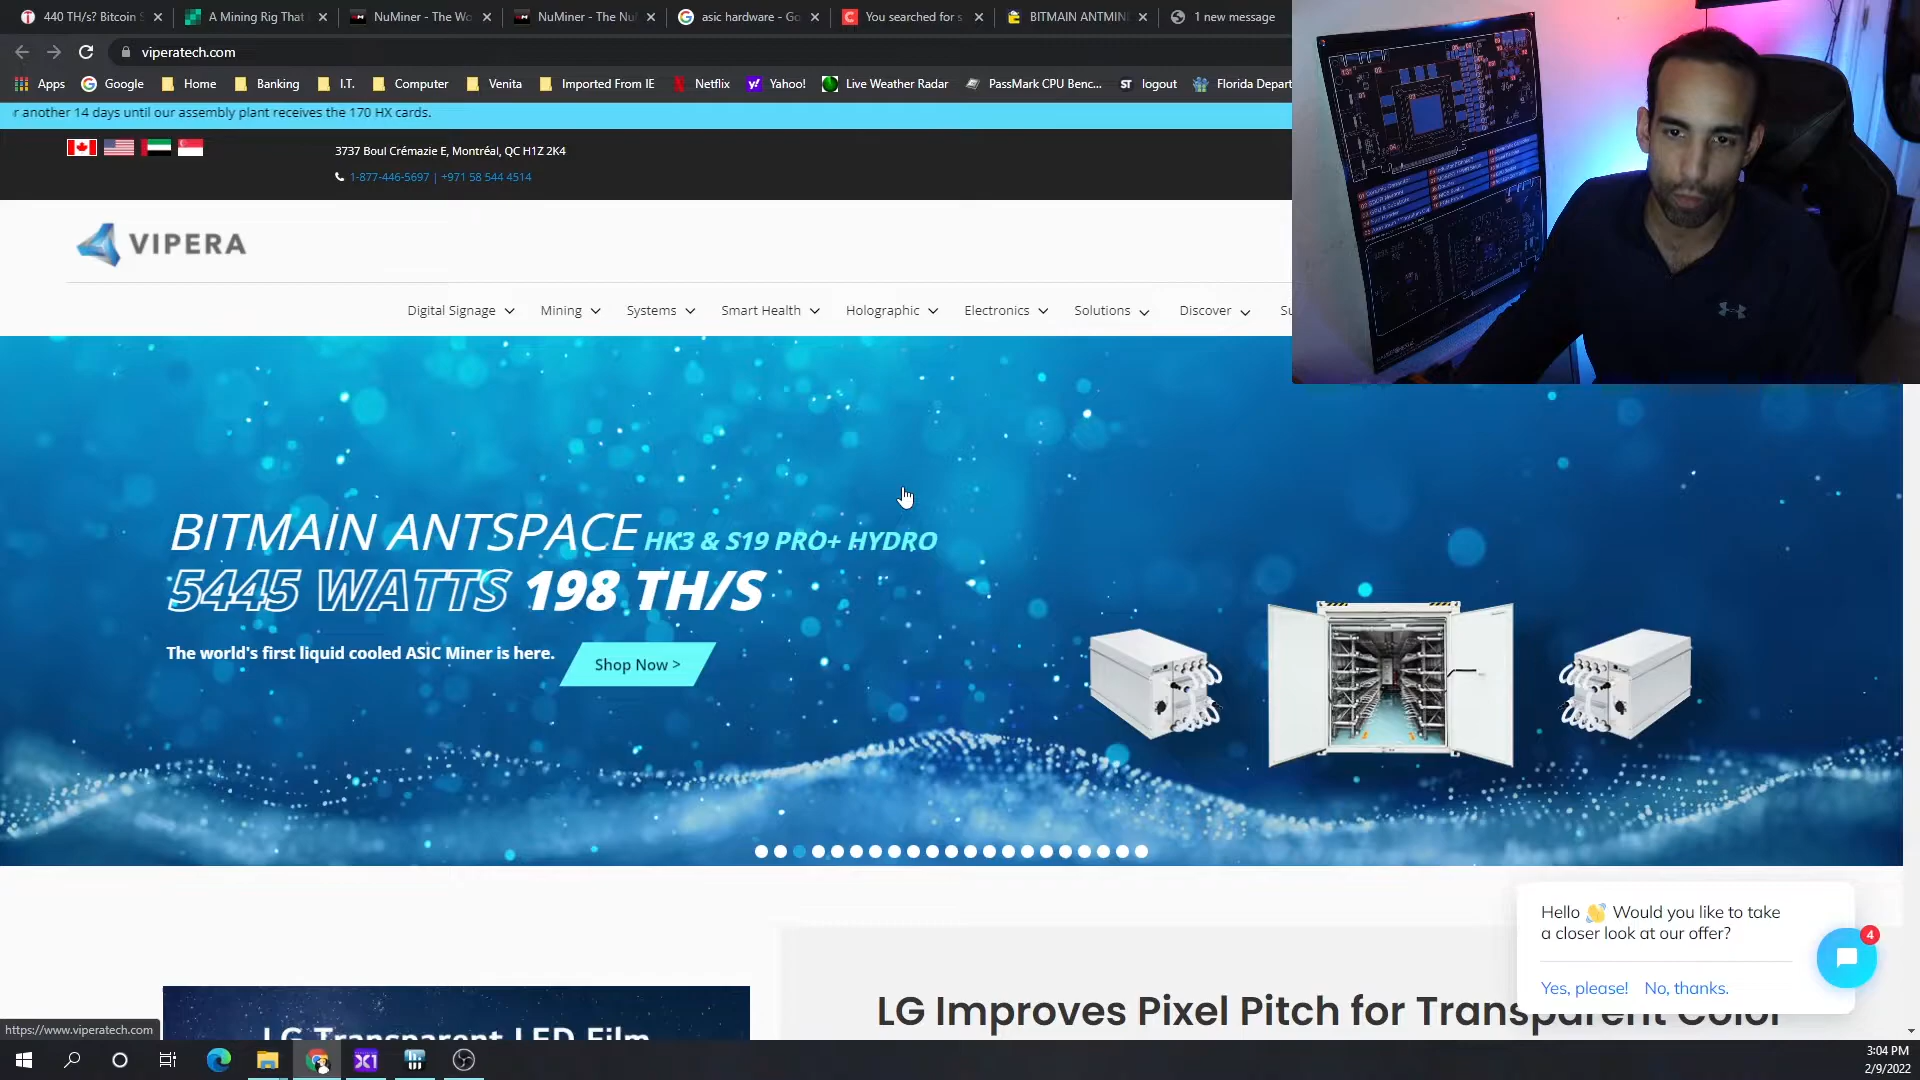 440 TH/s? Bitcoin S
A Mining Rig That
NuMiner - The Wo
NuMiner - The Nu
asic hardware - Go
You searched for s
BITMAIN ANTMIN
1 new message
viperatech.com
Apps
Google
Home
Banking
I.T.
Computer
Venita
Imported From IE
Netflix
Yahoo!
Live Weather Radar
PassMark CPU Benc...
ST logout
Florida Depart
r another 14 days until our assembly plant receives the 170 HX cards.
3737 Boul Crémazie E, Montréal, QC H1Z 2K4
1-877-446-5697 | +971 58 544 4514
VIPERA
Digital Signage
Mining
Systems
Smart Health
Holographic
Electronics
Solutions
Discover
Su
BITMAIN ANTSPACE HK3 & S19 PRO+ HYDRO
5445 WATTS 198 TH/S
The world's first liquid cooled ASIC Miner is here.
Shop Now >
Hello 👋 Would you like to take
a closer look at our offer?
4
Yes, please! No, thanks.
LG Transparent LED Film
LG Improves Pixel Pitch for Transparent Color
https://www.viperatech.com
X1
3:04 PM
2/9/2022